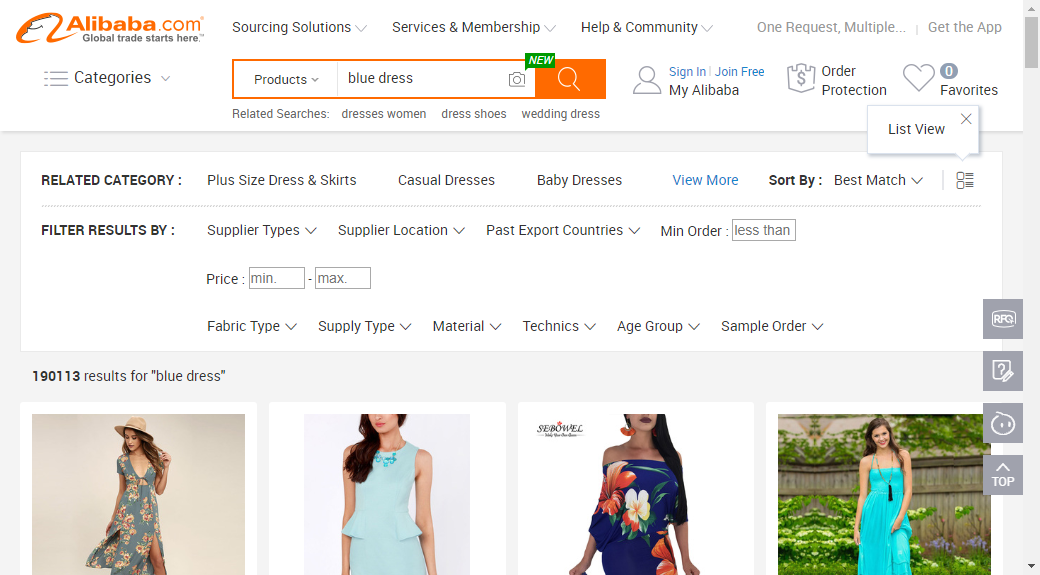 Alibaba.com
Global trade starts here.™
Sourcing Solutions Services & Membership Help & Community One Request, Multiple... | Get the App
Categories
Products blue dress NEW
Sign In | Join Free
My Alibaba
Order
Protection
0
Favorites
Related Searches: dresses women dress shoes wedding dress
List View
RELATED CATEGORY : Plus Size Dress & Skirts Casual Dresses Baby Dresses View More Sort By : Best Match
FILTER RESULTS BY : Supplier Types Supplier Location Past Export Countries Min Order : less than
Price : min. - max.
Fabric Type Supply Type Material Technics Age Group Sample Order
RFQ
190113 results for "blue dress"
SEBOWEL
TOP